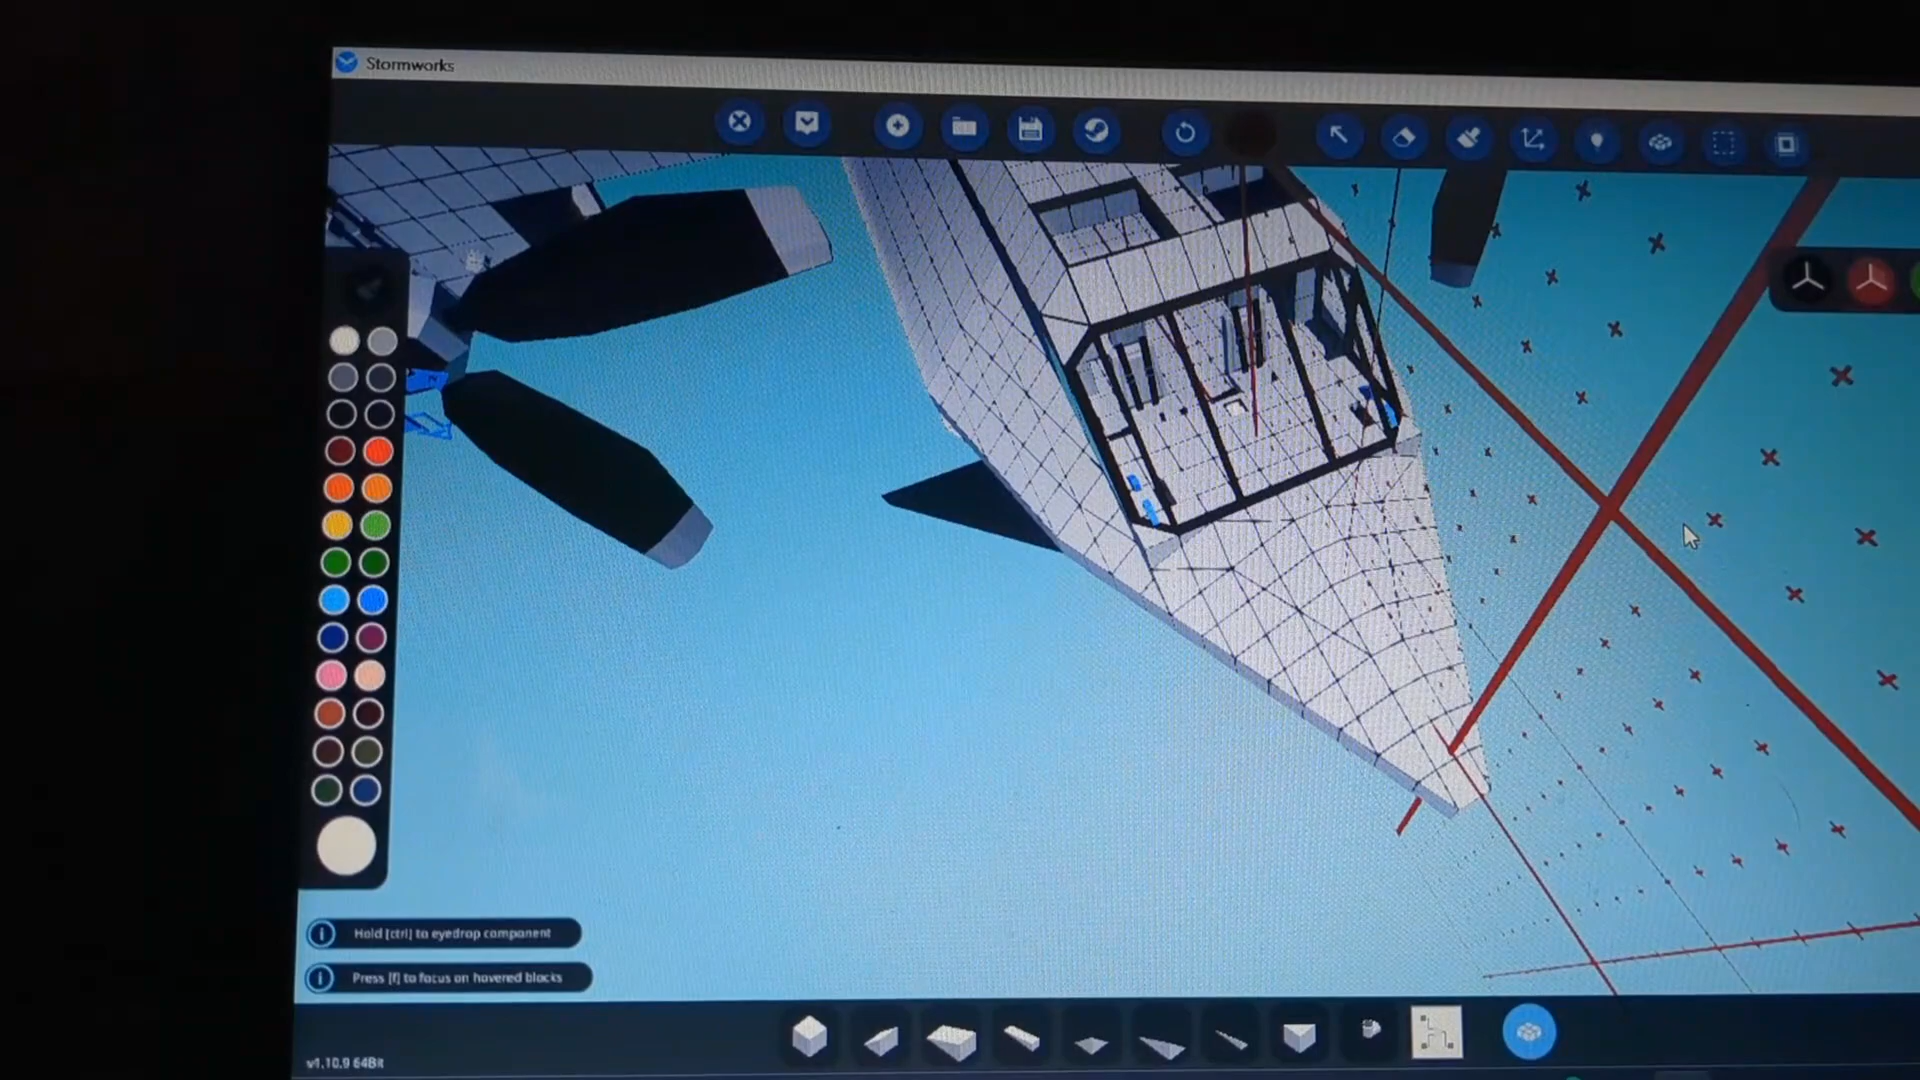 Stormworks
Hold [ctrl] to eyedrop component
Press [f] to focus on hovered blocks
v1.10.9 64Bit